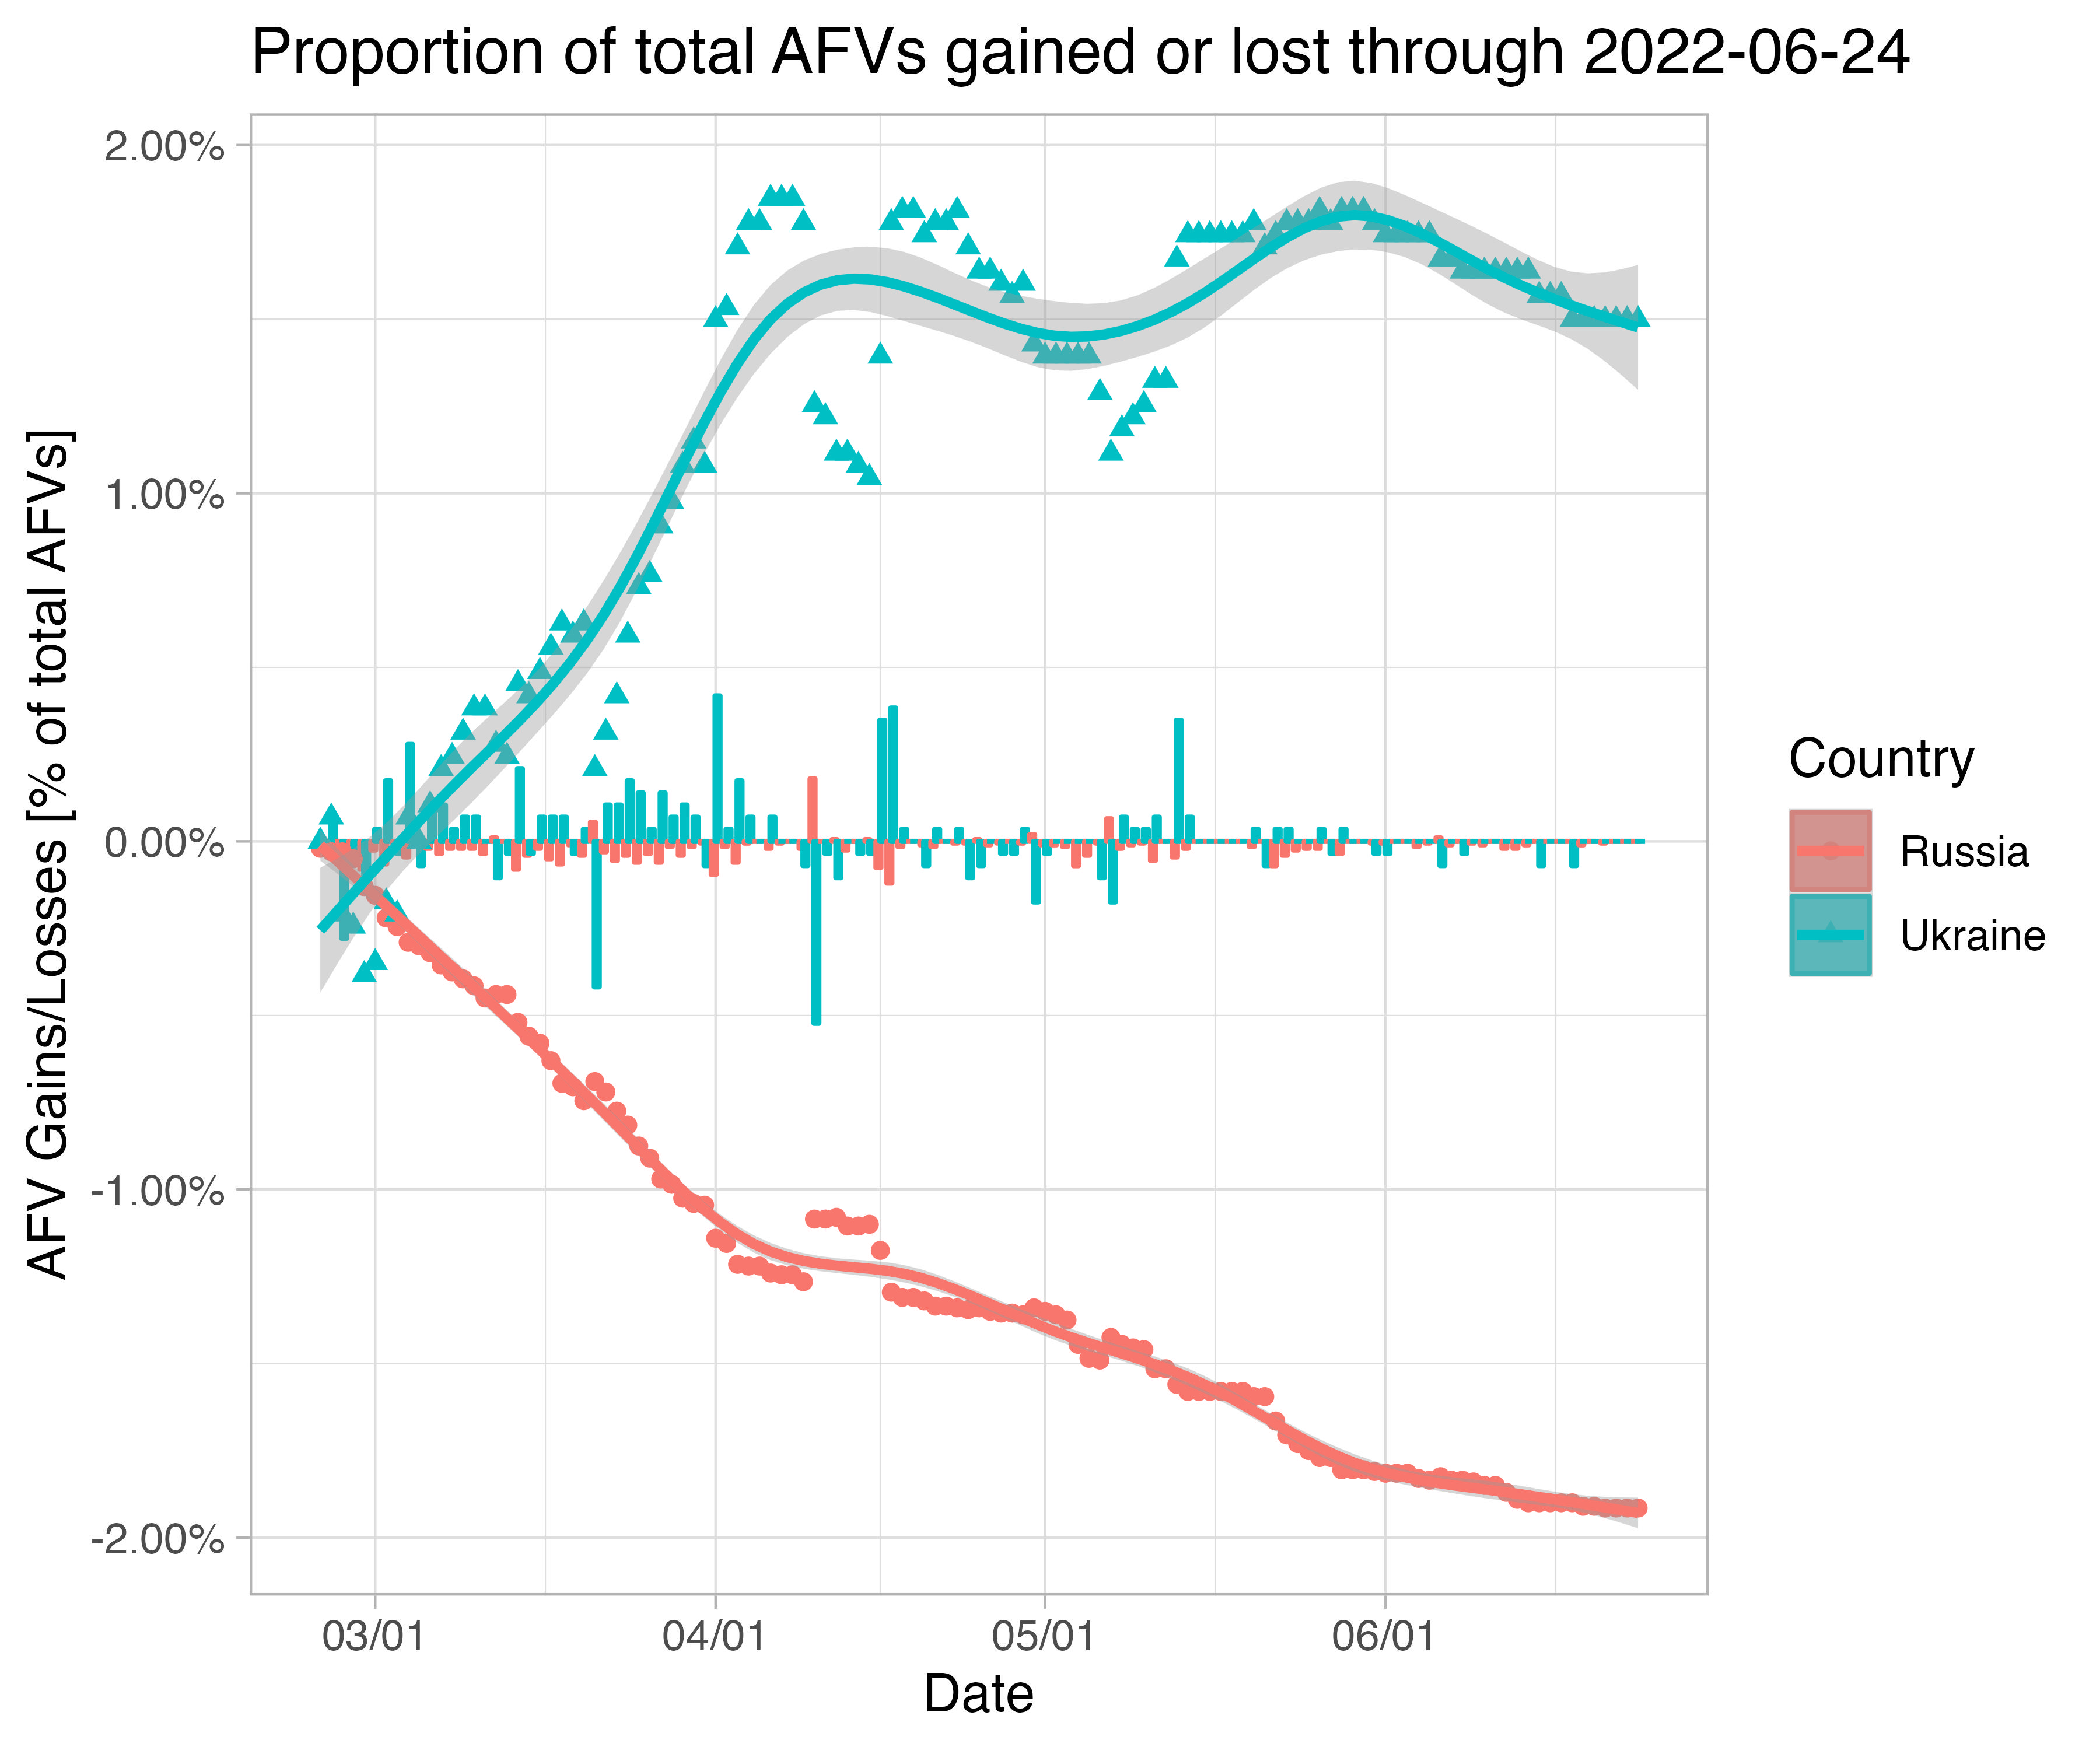 Proportion of total AFVs gained or lost through 2022-06-24
AFV Gains/Losses [% of total AFVs]
2.00%
1.00%
0.00%
-1.00%
-2.00%
03/01
04/01
05/01
06/01
Date
Country
Russia
Ukraine